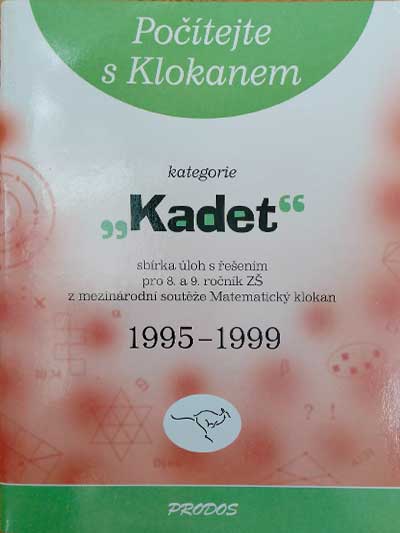 Počítejte
s Klokanem
kategorie
„Kadet“
sbírka úloh s řešením
pro 8. a 9. ročník ZŠ
z mezinárodní soutěže Matematický klokan
1995–1999
? !
PRODOS